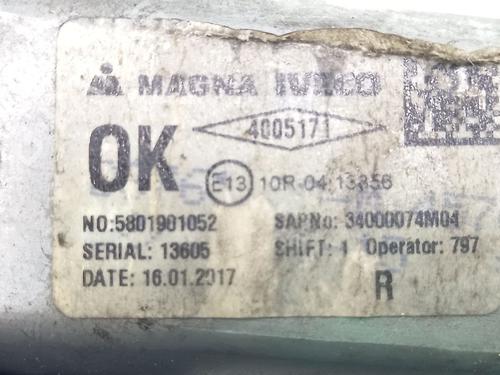 MAGNA IVECO
OK
4005171
E13 10R-04 13856
NO:5801901052 SAPNo: 34000074M04
SERIAL: 13605 SHIFT: 1 Operator: 797
DATE: 16.01.2017
R